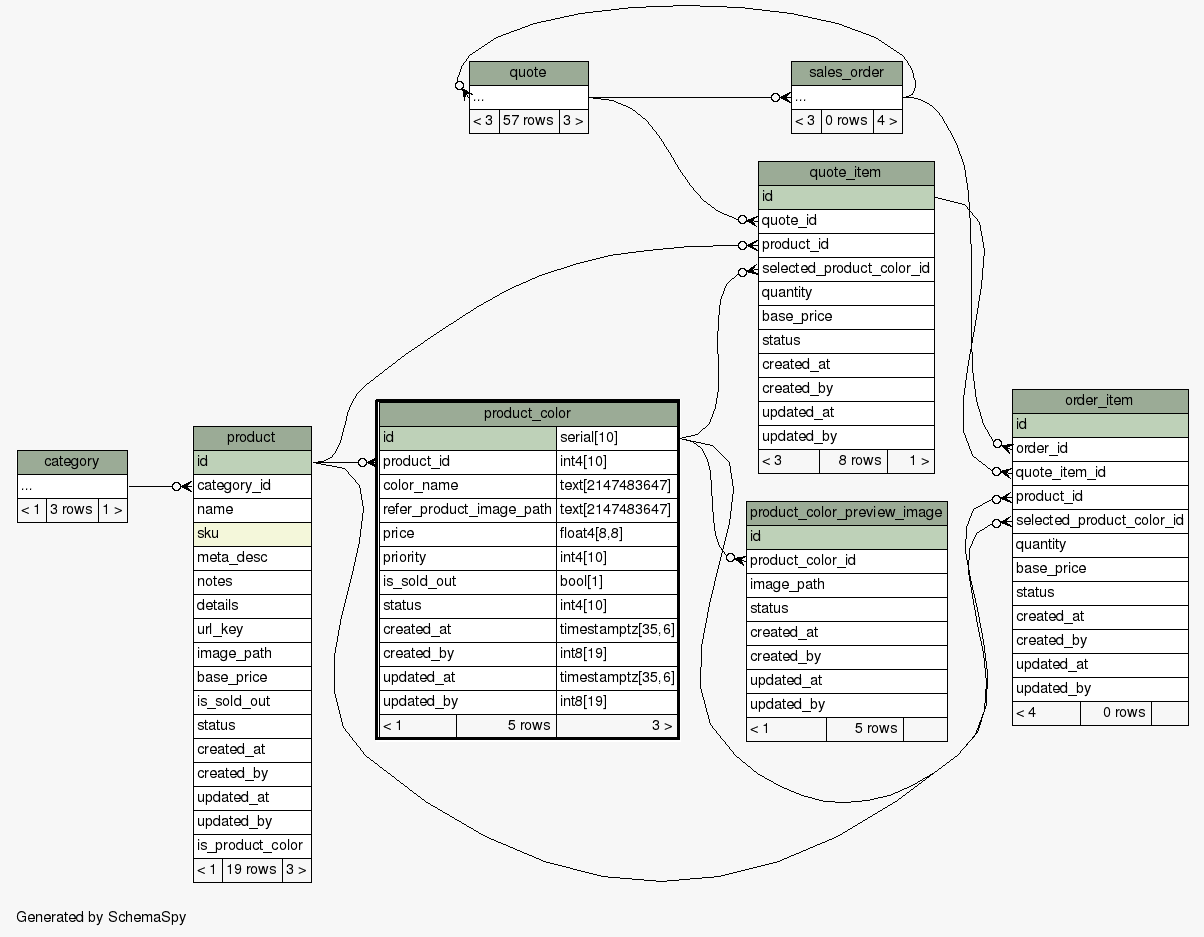 quote
...
< 3 57 rows 3 >
sales_order
...
< 3 0 rows 4 >
quote_item
id
quote_id
product_id
selected_product_color_id
quantity
base_price
status
created_at
created_by
updated_at
updated_by
< 3 8 rows 1 >
category
...
< 1 3 rows 1 >
product
id
category_id
name
sku
meta_desc
notes
details
url_key
image_path
base_price
is_sold_out
status
created_at
created_by
updated_at
updated_by
is_product_color
< 1 19 rows 3 >
product_color
id serial[10]
product_id int4[10]
color_name text[2147483647]
refer_product_image_path text[2147483647]
price float4[8,8]
priority int4[10]
is_sold_out bool[1]
status int4[10]
created_at timestamptz[35,6]
created_by int8[19]
updated_at timestamptz[35,6]
updated_by int8[19]
< 1 5 rows 3 >
product_color_preview_image
id
product_color_id
image_path
status
created_at
created_by
updated_at
updated_by
< 1 5 rows
order_item
id
order_id
quote_item_id
product_id
selected_product_color_id
quantity
base_price
status
created_at
created_by
updated_at
updated_by
< 4 0 rows
Generated by SchemaSpy